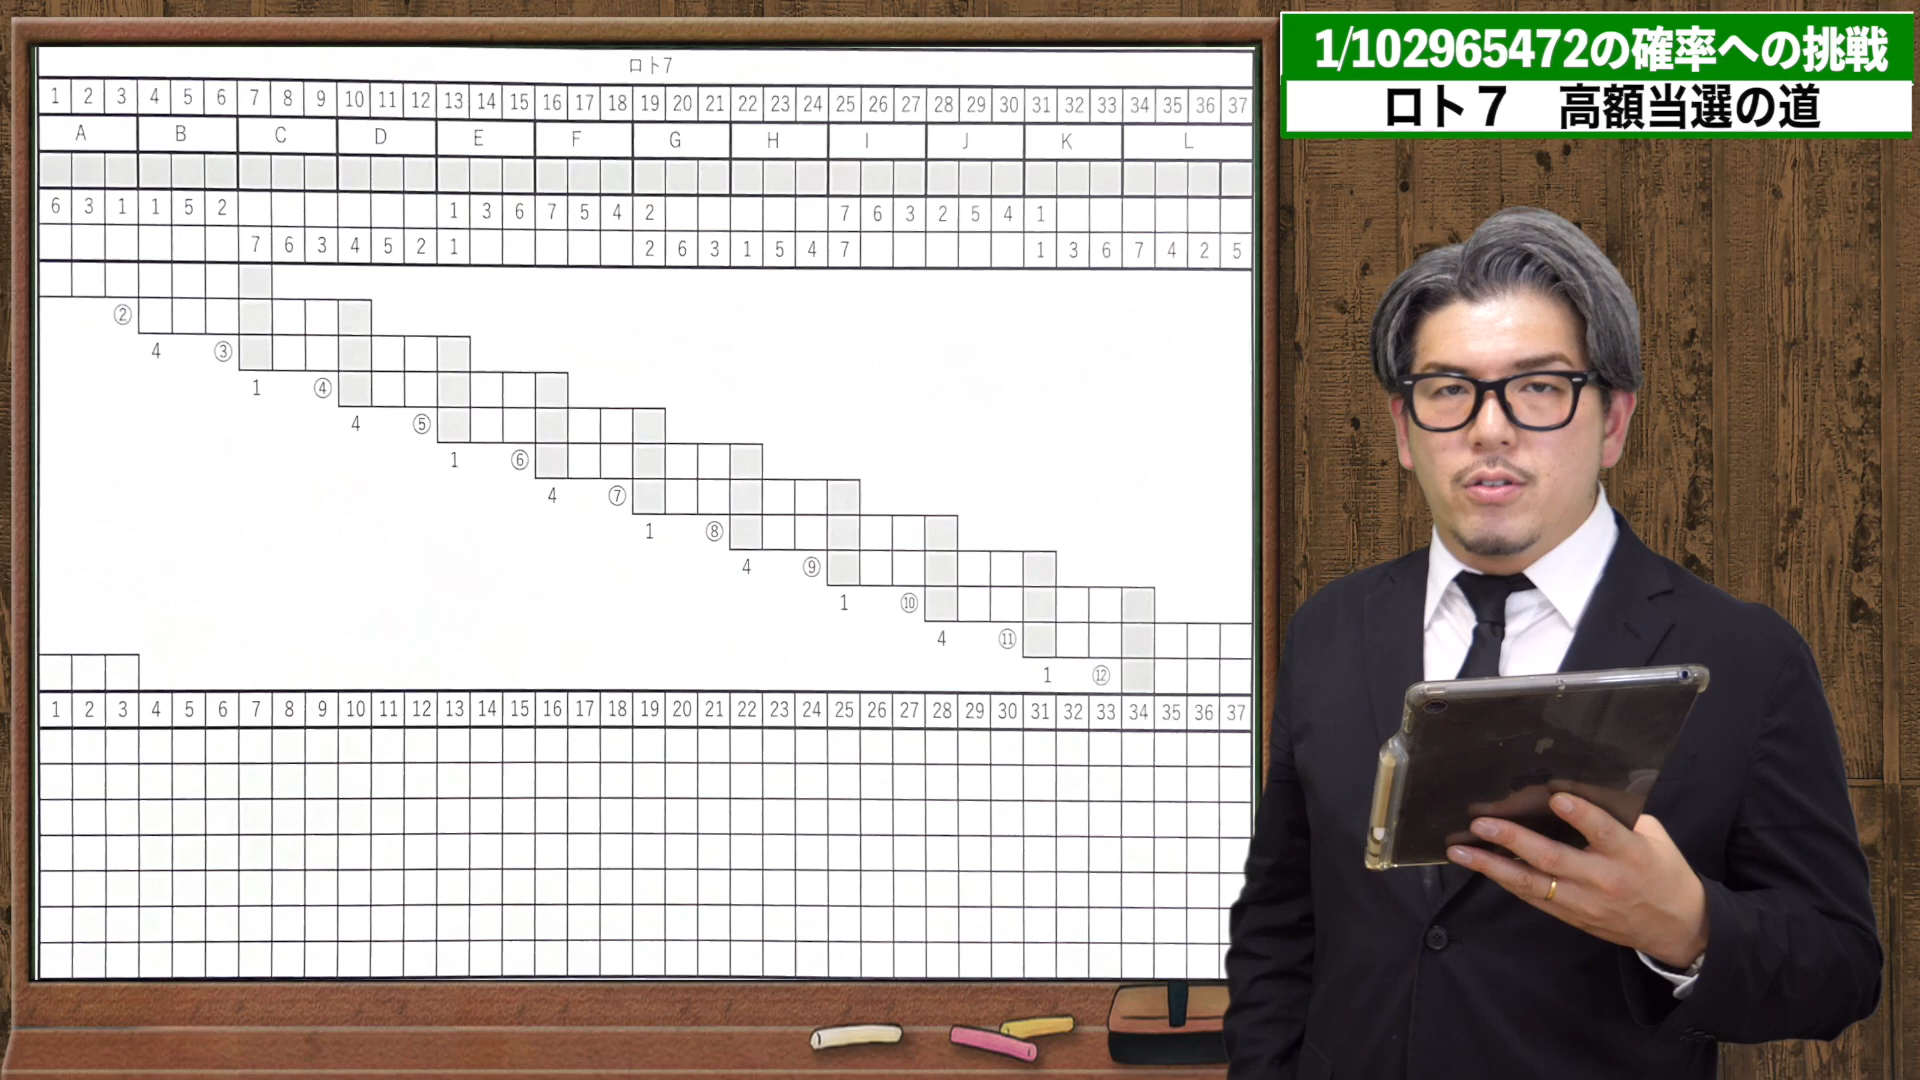 1/102965472の確率への挑戦
ロト７　高額当選の道
ロト7
1 2 3 4 5 6 7 8 9 10 11 12 13 14 15 16 17 18 19 20 21 22 23 24 25 26 27 28 29 30 31 32 33 34 35 36 37
A B C D E F G H I J K L
6 3 1 1 5 2 1 3 6 7 5 4 2 7 6 3 2 5 4 1
7 6 3 4 5 2 1 2 6 3 1 5 4 7 1 3 6 7 4 2 5
②
4 ③
1 ④
4 ⑤
1 ⑥
4 ⑦
1 ⑧
4 ⑨
1 ⑩
4 ⑪
1 ⑫
1 2 3 4 5 6 7 8 9 10 11 12 13 14 15 16 17 18 19 20 21 22 23 24 25 26 27 28 29 30 31 32 33 34 35 36 37